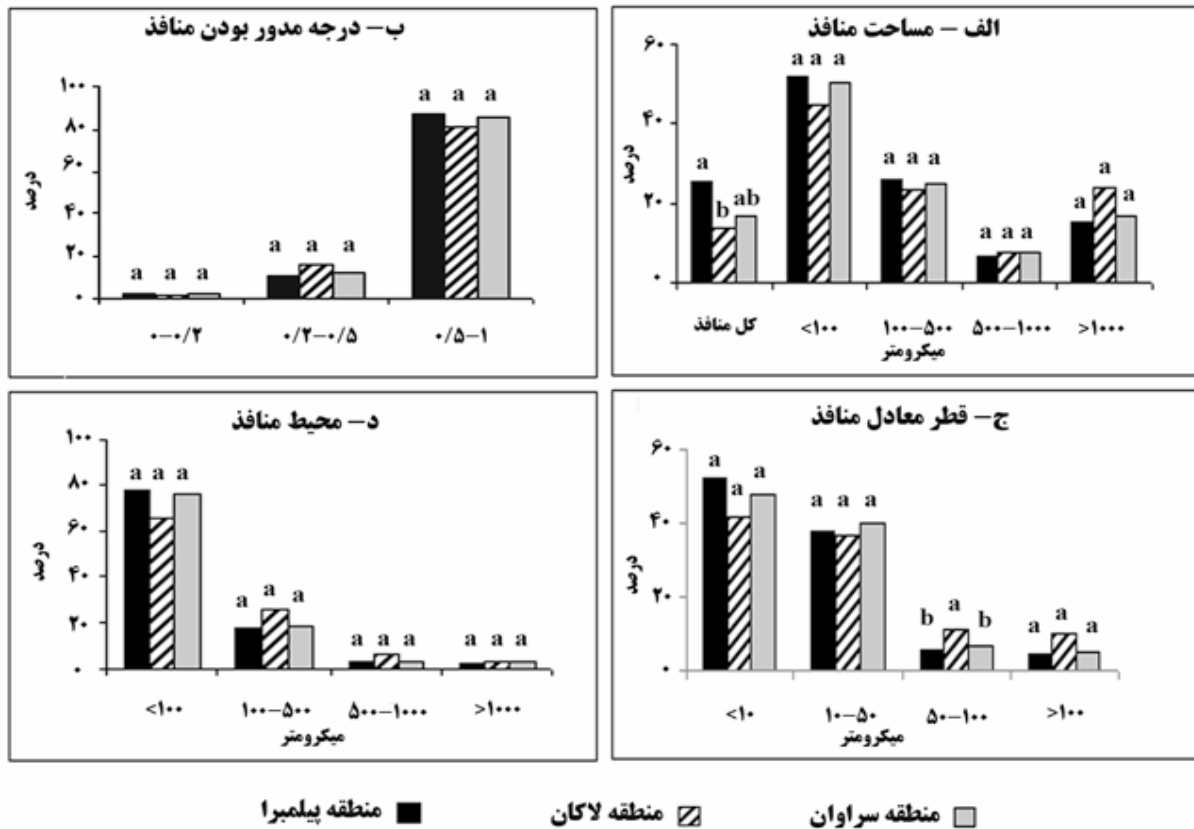 الف – مساحت منافذ
۶۰
۴۰
۲۰
۰
درصد
a b ab
a a a
a a a
a a a
a a a
کل منافذ <۱۰۰ ۱۰۰–۵۰۰ ۵۰۰–۱۰۰۰ >۱۰۰۰
میکرومتر
ب– درجه مدور بودن منافذ
۱۰۰
۸۰
۶۰
۴۰
۲۰
۰
درصد
a a a
a a a
a a a
۰–۰/۲ ۰/۲–۰/۵ ۰/۵–۱
ج– قطر معادل منافذ
۶۰
۴۰
۲۰
۰
درصد
a a a
a a a
b a b
a a a
<۱۰ ۱۰–۵۰ ۵۰–۱۰۰ >۱۰۰
میکرومتر
د– محیط منافذ
۱۰۰
۸۰
۶۰
۴۰
۲۰
۰
درصد
a a a
a a a
a a a
a a a
<۱۰۰ ۱۰۰–۵۰۰ ۵۰۰–۱۰۰۰ >۱۰۰۰
میکرومتر
منطقه سراوان منطقه لاکان منطقه پیلمبرا